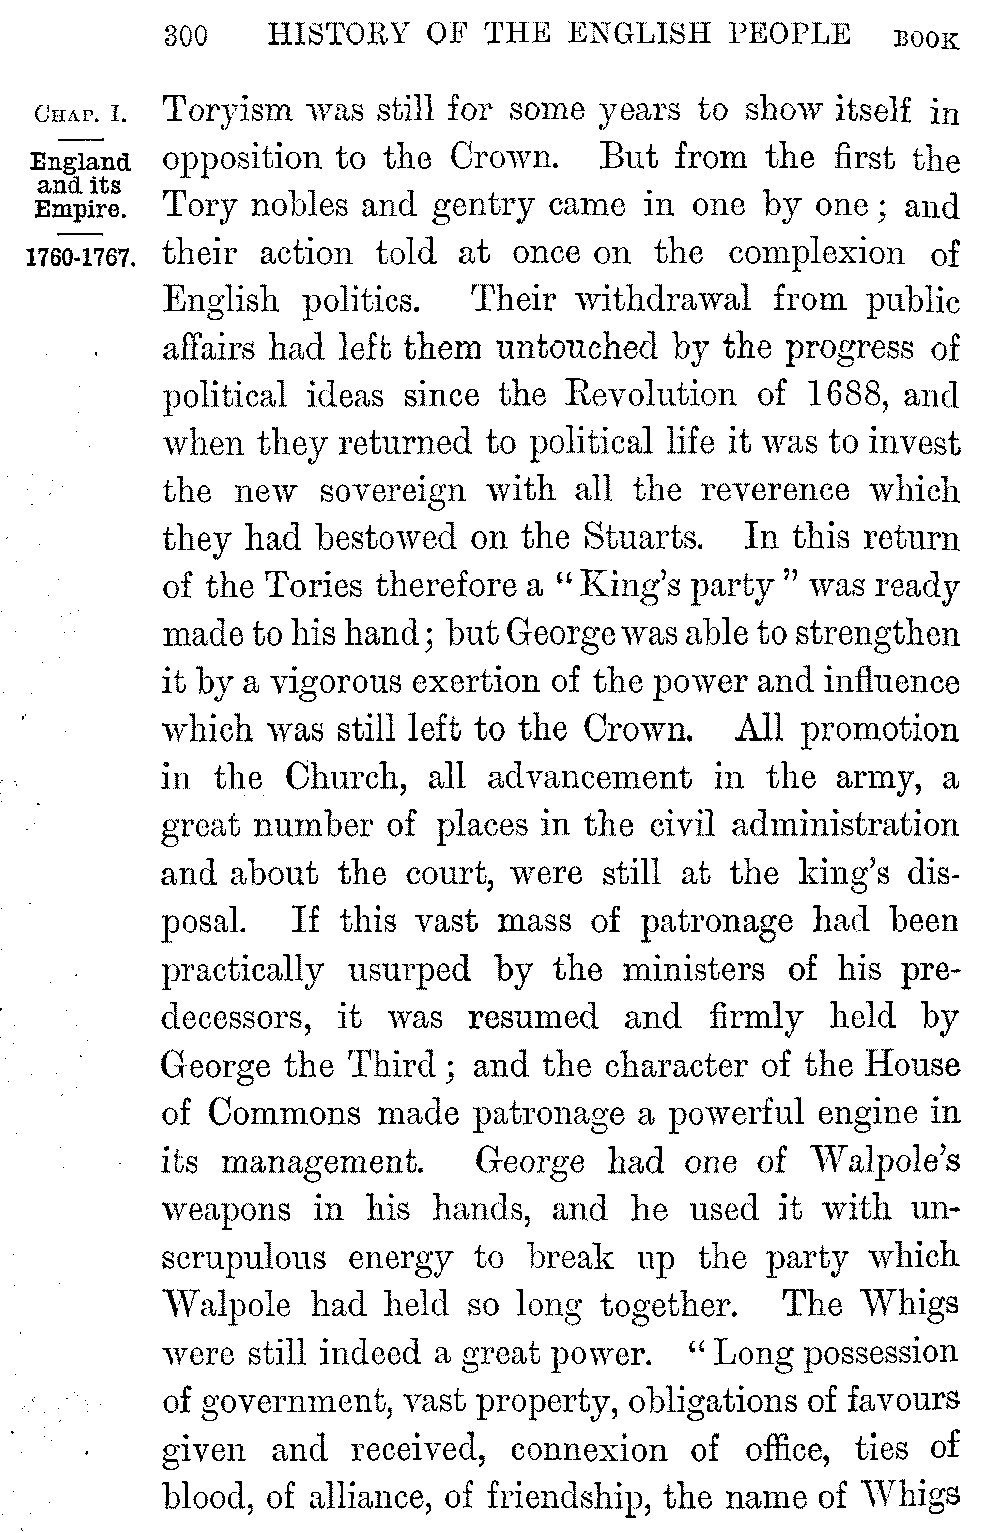 300 HISTORY OF THE ENGLISH PEOPLE BOOK
CHAP. I.
England
and its
Empire.
1760-1767.
Toryism was still for some years to show itself in
opposition to the Crown. But from the first the
Tory nobles and gentry came in one by one; and
their action told at once on the complexion of
English politics. Their withdrawal from public
affairs had left them untouched by the progress of
political ideas since the Revolution of 1688, and
when they returned to political life it was to invest
the new sovereign with all the reverence which
they had bestowed on the Stuarts. In this return
of the Tories therefore a "King's party" was ready
made to his hand; but George was able to strengthen
it by a vigorous exertion of the power and influence
which was still left to the Crown. All promotion
in the Church, all advancement in the army, a
great number of places in the civil administration
and about the court, were still at the king's dis-
posal. If this vast mass of patronage had been
practically usurped by the ministers of his pre-
decessors, it was resumed and firmly held by
George the Third; and the character of the House
of Commons made patronage a powerful engine in
its management. George had one of Walpole's
weapons in his hands, and he used it with un-
scrupulous energy to break up the party which
Walpole had held so long together. The Whigs
were still indeed a great power. "Long possession
of government, vast property, obligations of favours
given and received, connexion of office, ties of
blood, of alliance, of friendship, the name of Whigs